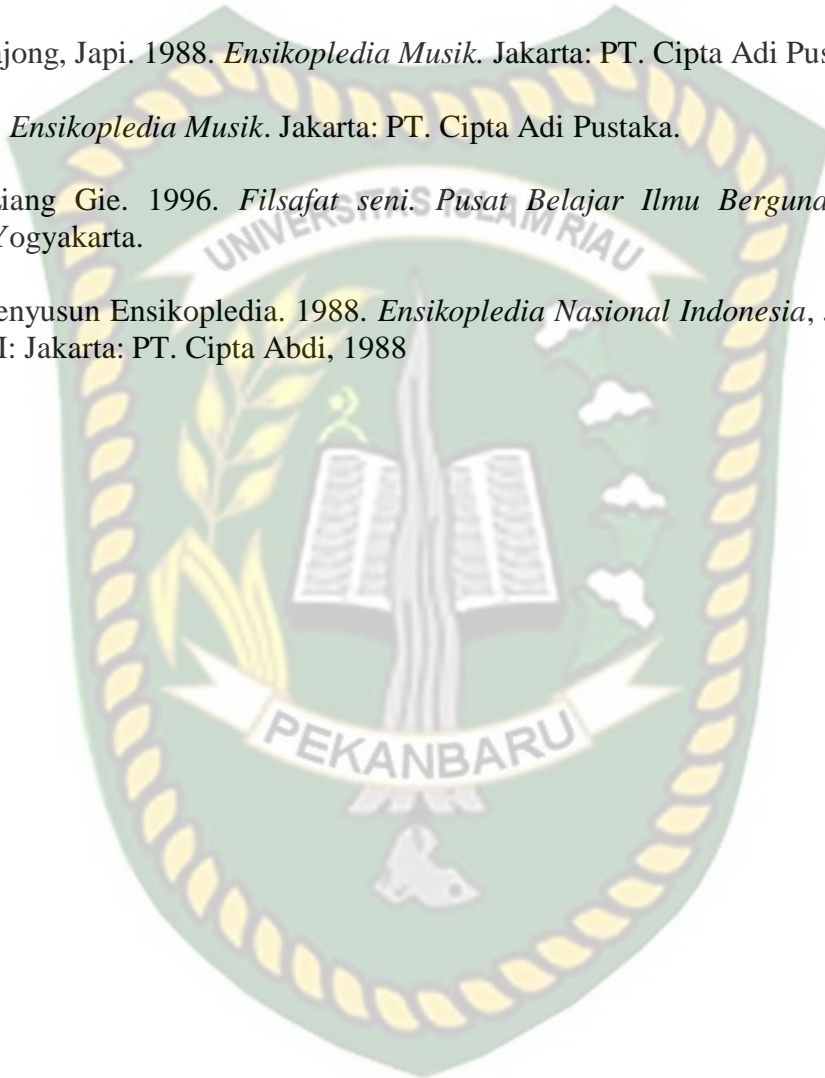 ajong, Japi. 1988. Ensikopledia Musik. Jakarta: PT. Cipta Adi Pus
Ensikopledia Musik. Jakarta: PT. Cipta Adi Pustaka.
iang Gie. 1996. Filsafat seni. Pusat Belajar Ilmu Berguna
Yogyakarta.
enyusun Ensikopledia. 1988. Ensikopledia Nasional Indonesia,
I: Jakarta: PT. Cipta Abdi, 1988
UNIVERSITAS ISLAM RIAU
PEKANBARU